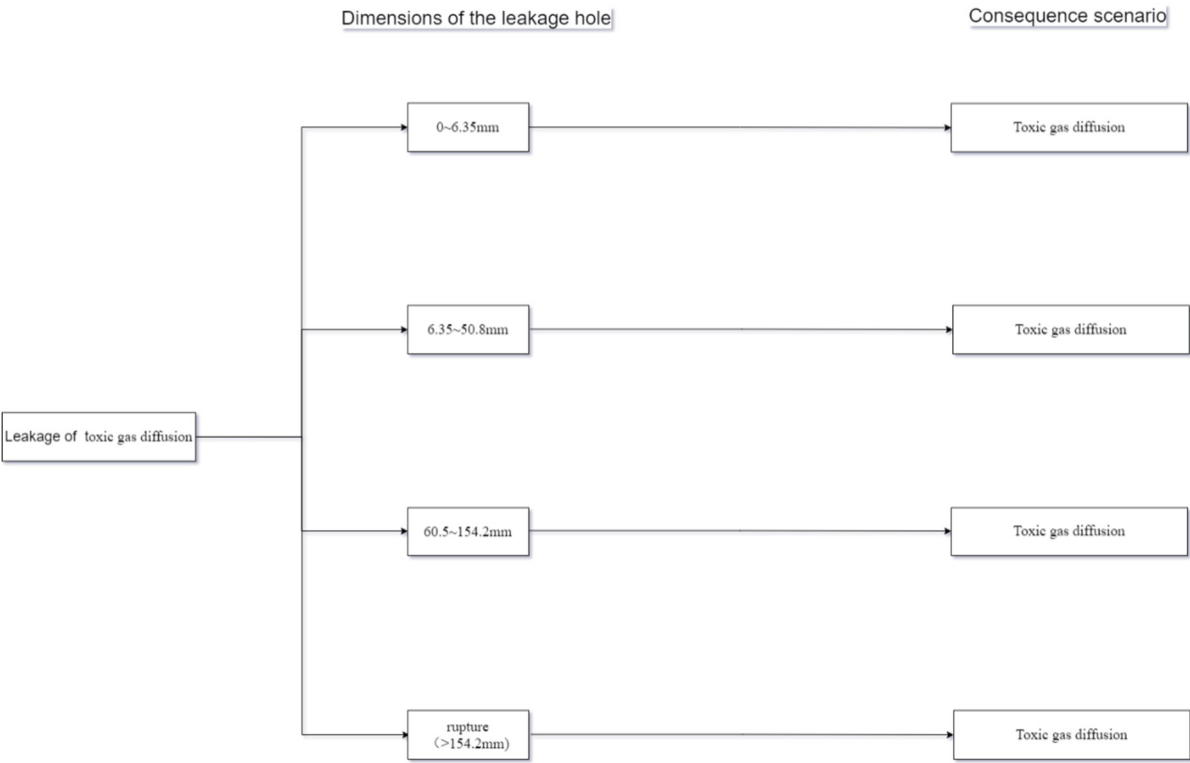 Dimensions of the leakage hole
Consequence scenario
0~6.35mm
Toxic gas diffusion
6.35~50.8mm
Toxic gas diffusion
Leakage of toxic gas diffusion
60.5~154.2mm
Toxic gas diffusion
rupture
(>154.2mm)
Toxic gas diffusion